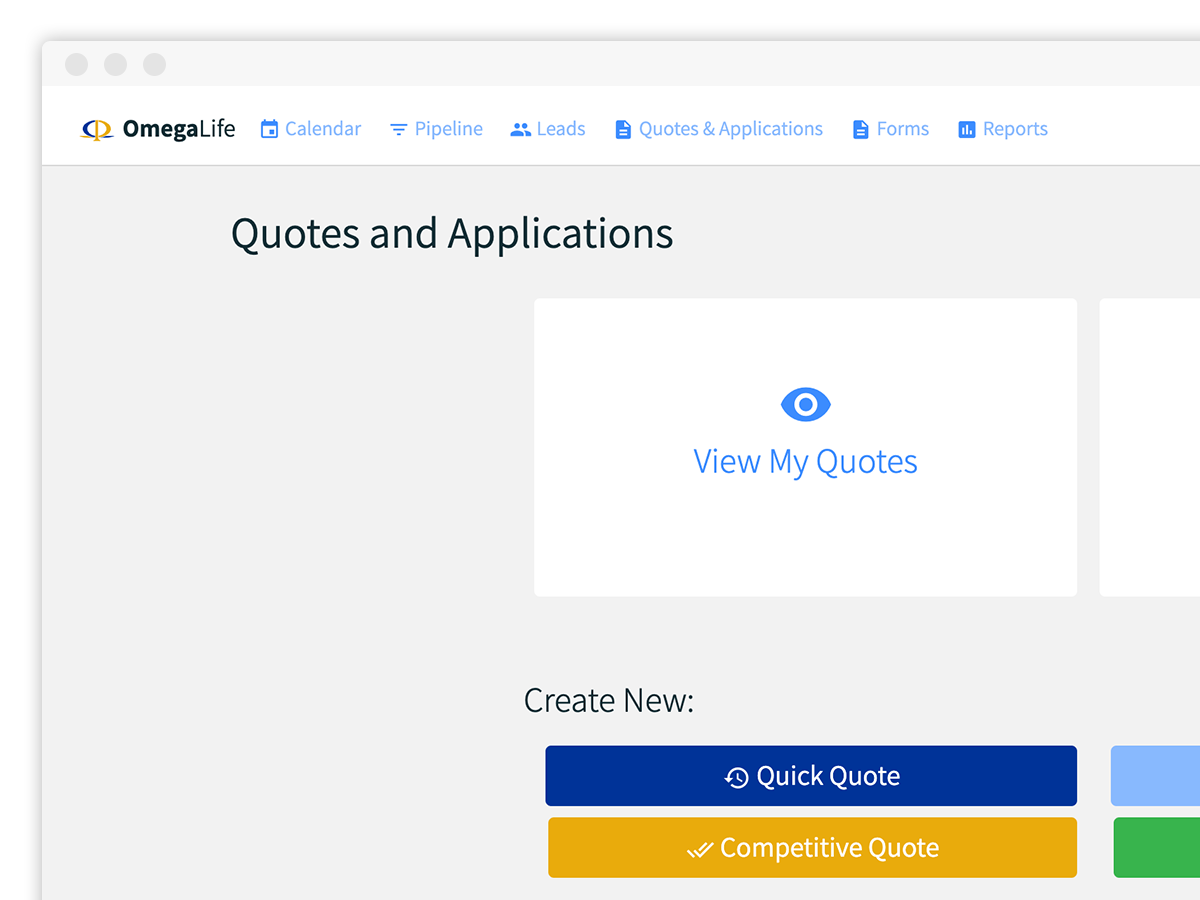 OmegaLife Calendar Pipeline Leads Quotes & Applications Forms Reports
Quotes and Applications
View My Quotes
Create New:
Quick Quote
Competitive Quote